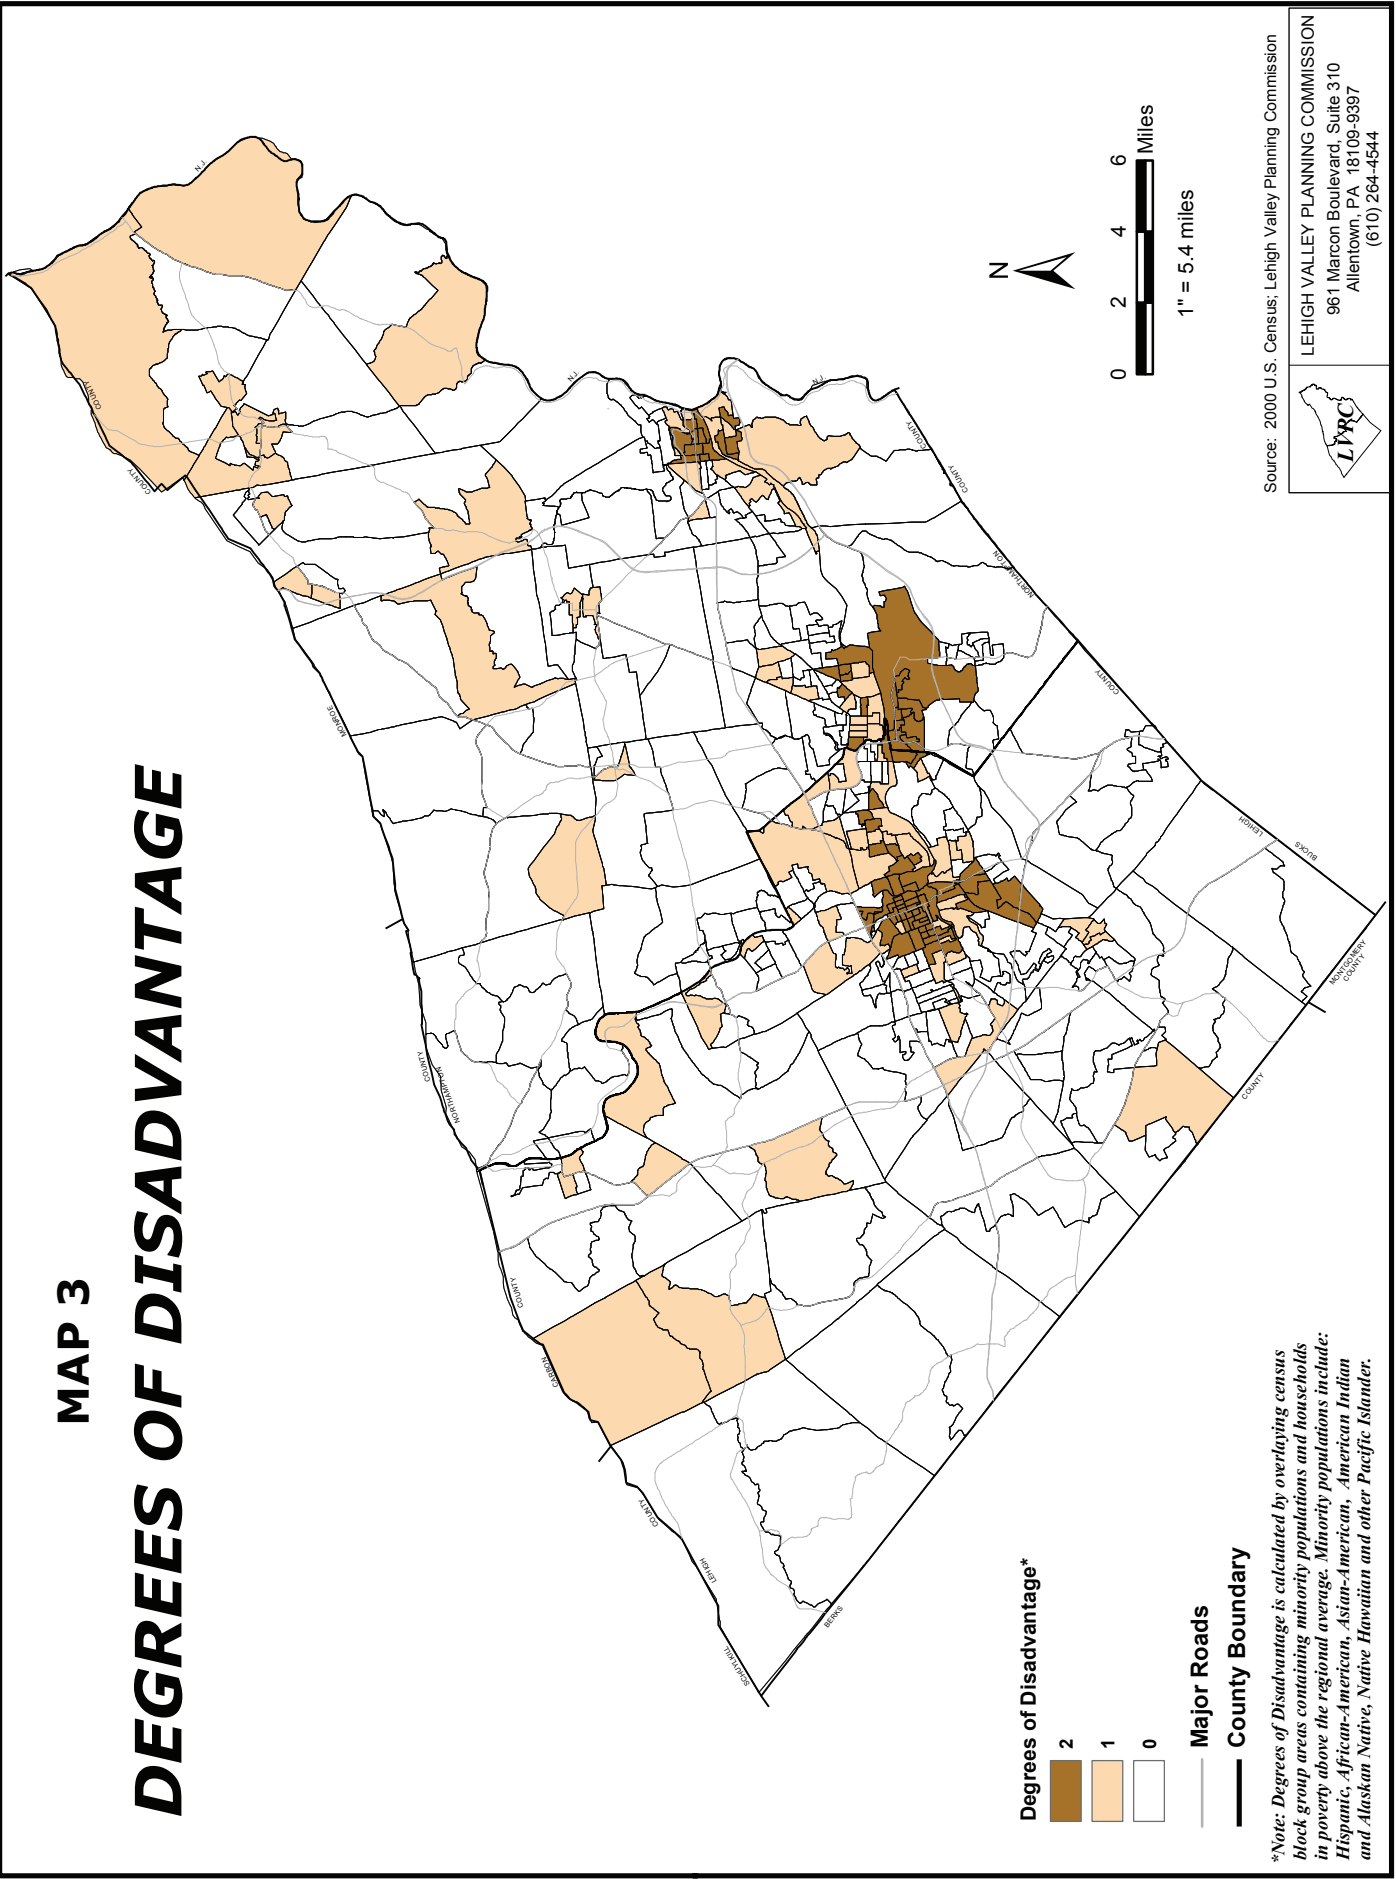 MAP 3
DEGREES OF DISADVANTAGE
COUNTY
COUNTY
MONROE
COUNTY
NORTHAMPTON
COUNTY
CARBON
COUNTY
LEHIGH
SCHUYLKILL
BERKS
N.J.
N.J.
N.J.
COUNTY
COUNTY
NORTHAMPTON
COUNTY
LEHIGH
BUCKS
MONTGOMERY
COUNTY
COUNTY
N
0 2 4 6
Miles
1" = 5.4 miles
Degrees of Disadvantage*
2
1
0
Major Roads
County Boundary
*Note: Degrees of Disadvantage is calculated by overlaying census
block group areas containing minority populations and households
in poverty above the regional average. Minority populations include:
Hispanic, African-American, Asian-American, American Indian
and Alaskan Native, Native Hawaiian and other Pacific Islander.
Source: 2000 U.S. Census; Lehigh Valley Planning Commission
LVPC
LEHIGH VALLEY PLANNING COMMISSION
961 Marcon Boulevard, Suite 310
Allentown, PA 18109-9397
(610) 264-4544